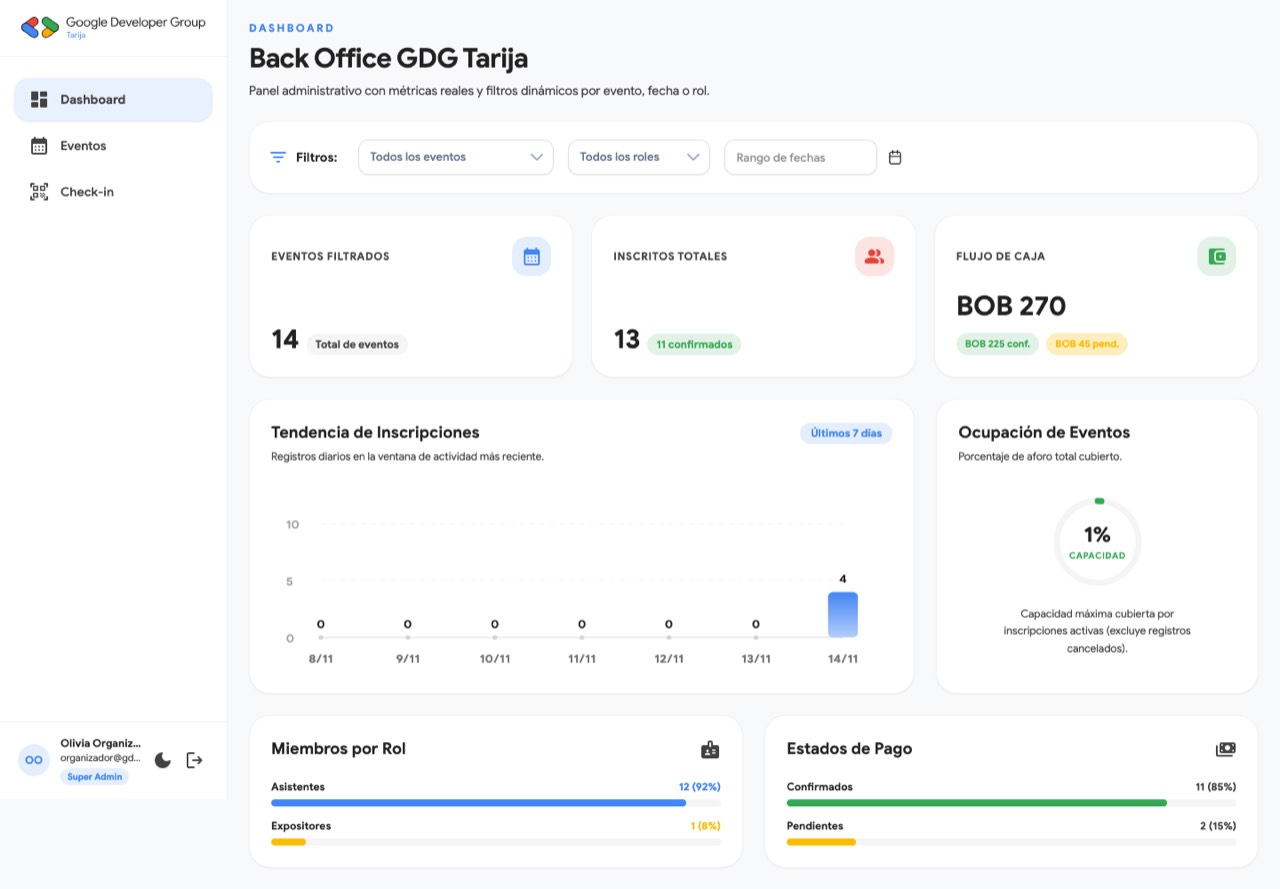 Google Developer Group
Tarija
Dashboard
Eventos
Check-in
OO
Olivia Organiz...
organizador@gd...
Super Admin
DASHBOARD
Back Office GDG Tarija
Panel administrativo con métricas reales y filtros dinámicos por evento, fecha o rol.
Filtros:
Todos los eventos
Todos los roles
Rango de fechas
EVENTOS FILTRADOS
14 Total de eventos
INSCRITOS TOTALES
13 11 confirmados
FLUJO DE CAJA
BOB 270
BOB 225 conf. BOB 45 pend.
Tendencia de Inscripciones
Últimos 7 días
Registros diarios en la ventana de actividad más reciente.
10
5
0
0 0 0 0 0 0 4
8/11 9/11 10/11 11/11 12/11 13/11 14/11
Ocupación de Eventos
Porcentaje de aforo total cubierto.
1%
CAPACIDAD
Capacidad máxima cubierta por
inscripciones activas (excluye registros
cancelados).
Miembros por Rol
Asistentes 12 (92%)
Expositores 1 (8%)
Estados de Pago
Confirmados 11 (85%)
Pendientes 2 (15%)